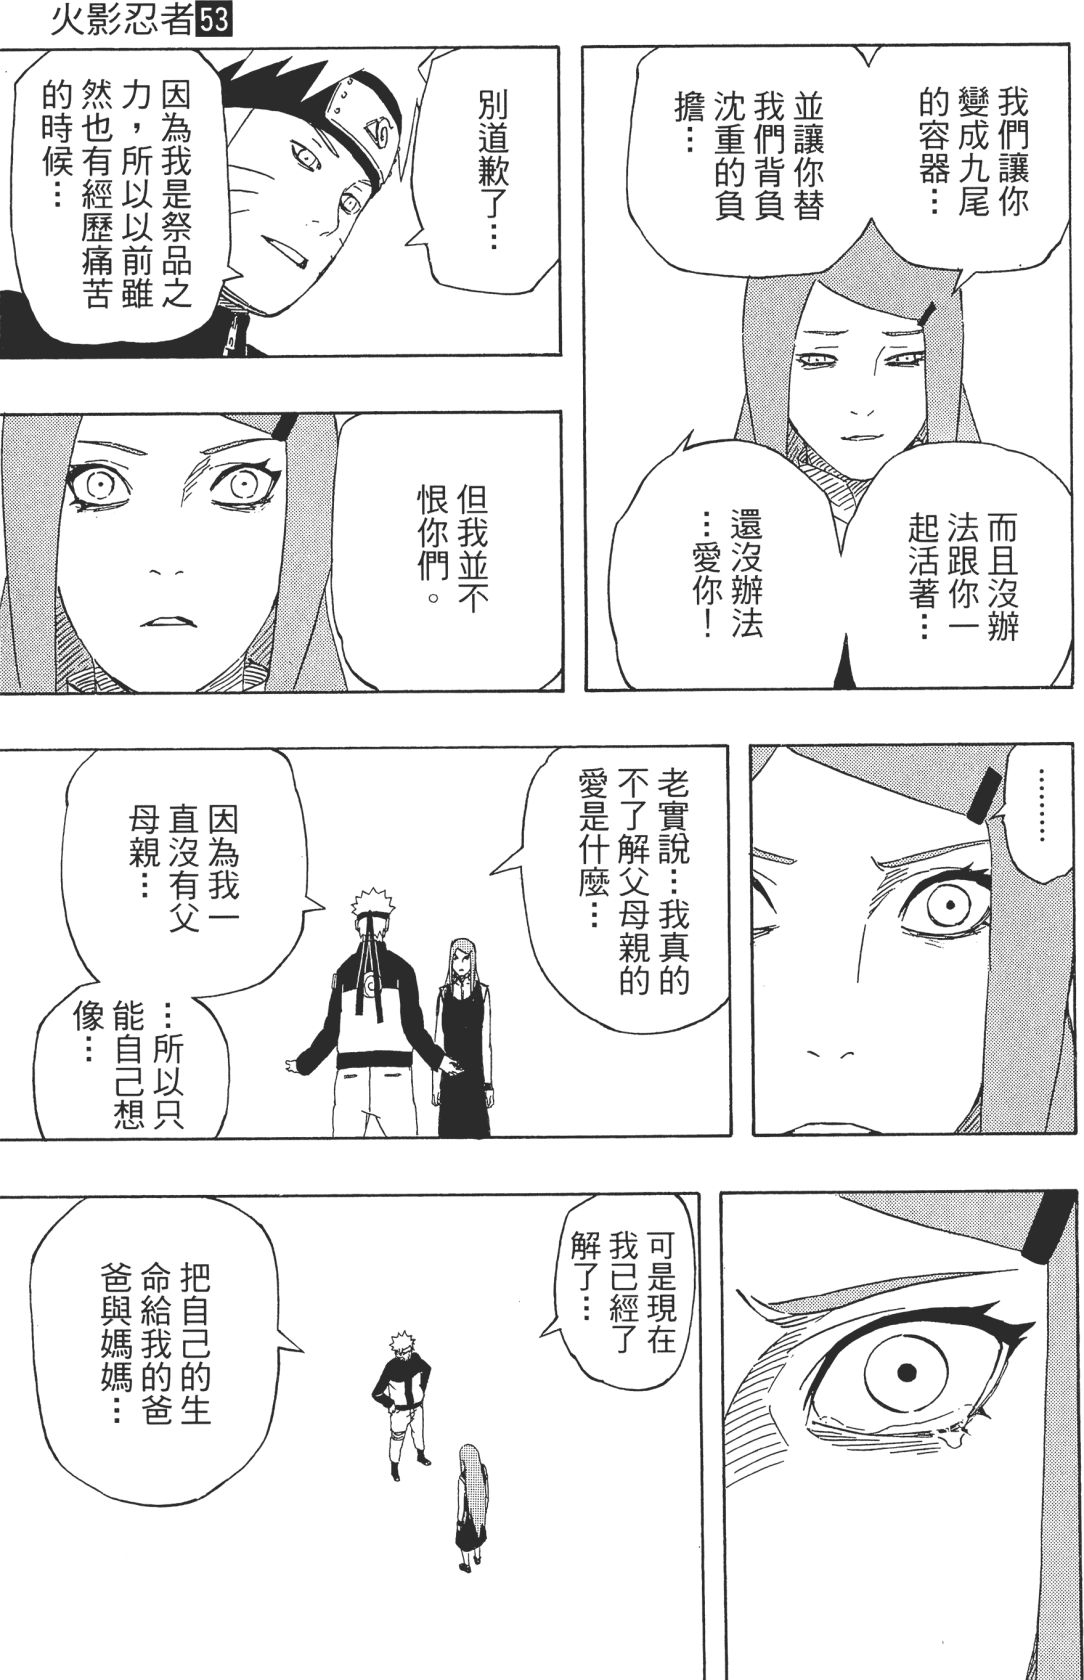 火影忍者53
我們讓你
變成九尾
的容器…
並讓你替
我們背負
沈重的負
擔…
而且沒辦
法跟你一
起活著…
還沒辦法
…愛你！
別道歉了…
因為我是祭品之
力，所以以前雖
然也有經歷痛苦
的時候…
但我並不
恨你們。
………
老實說…我真的
不了解父母親的
愛是什麼…
因為我一
直沒有父
母親…
…所以只
能自己想
像…
可是現在
我已經了
解了…
把自己的生
命給我的爸
爸與媽媽…